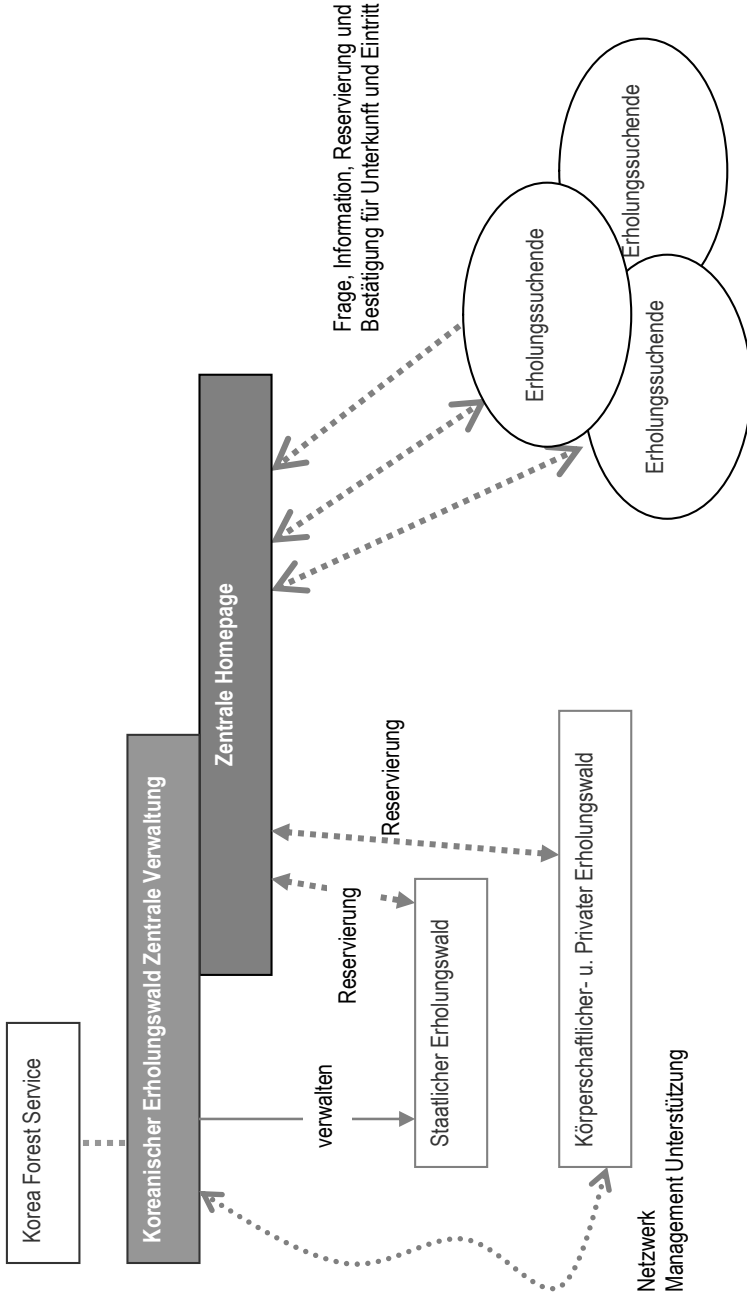 Korea Forest Service
Koreanischer Erholungswald Zentrale Verwaltung
Zentrale Homepage
Frage, Information, Reservierung und
Bestätigung für Unterkunft und Eintritt
verwalten
Reservierung
Reservierung
Staatlicher Erholungswald
Körperschaftlicher- u. Privater Erholungswald
Netzwerk
Management Unterstützung
Erholungssuchende
Erholungssuchende
Erholungssuchende